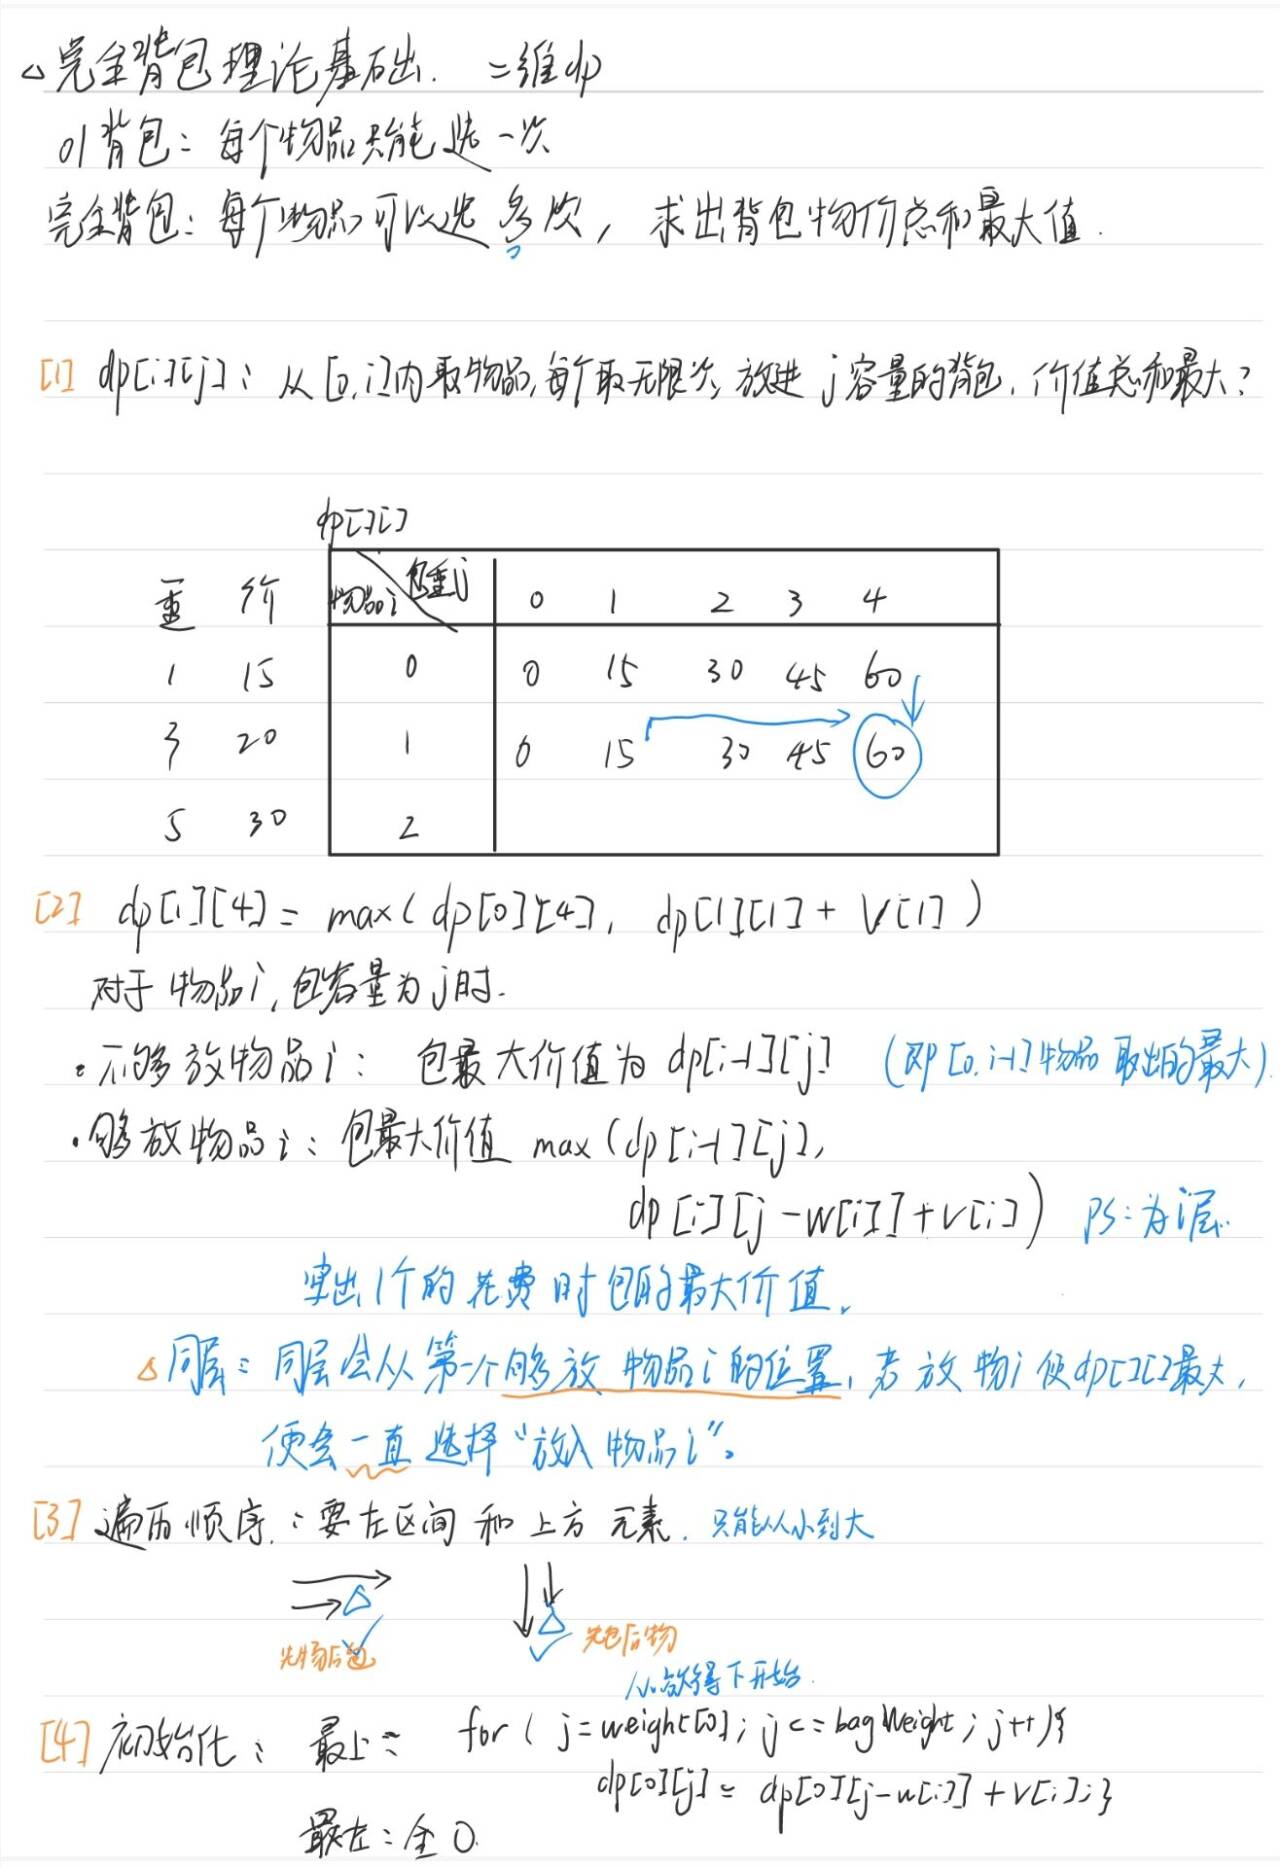 △完全背包理论基础. 二维dp
01背包：每个物品只能选一次
完全背包：每个物品可以选多次，求出背包物价总和最大值.
[1] dp[i][j]：从[0,i]内取物品,每个取无限次,放进j容量的背包,价值总和最大?
dp[][]
重 价 物品i 包重j 0 1 2 3 4
1 15 0 0 15 30 45 60
3 20 1 0 15 30 45 60
5 30 2
[2] dp[1][4] = max( dp[0][4], dp[1][1] + V[1] )
对于物品i,包容量为j时.
• 不够放物品i： 包最大价值为 dp[i-1][j] (即[0,i-1]物品取出的最大)
• 够放物品i：包最大价值 max (dp[i-1][j],
dp[i][j-w[i]]+v[i]) PS:为i层.
空出1个的花费时包的最大价值.
△同层：同层会从第一个够放物品i的位置,若放物i使dp[][]最大,
便会一直选择“放入物品i”。
[3] 遍历顺序：要左区间和上方元素. 只能从小到大
先物后包 先包后物
从放得下开始.
[4] 初始化： 最上： for ( j=weight[0]; j<=bagWeight; j++){
dp[0][j] = dp[0][j-w[i]]+v[i];}
最左：全0.